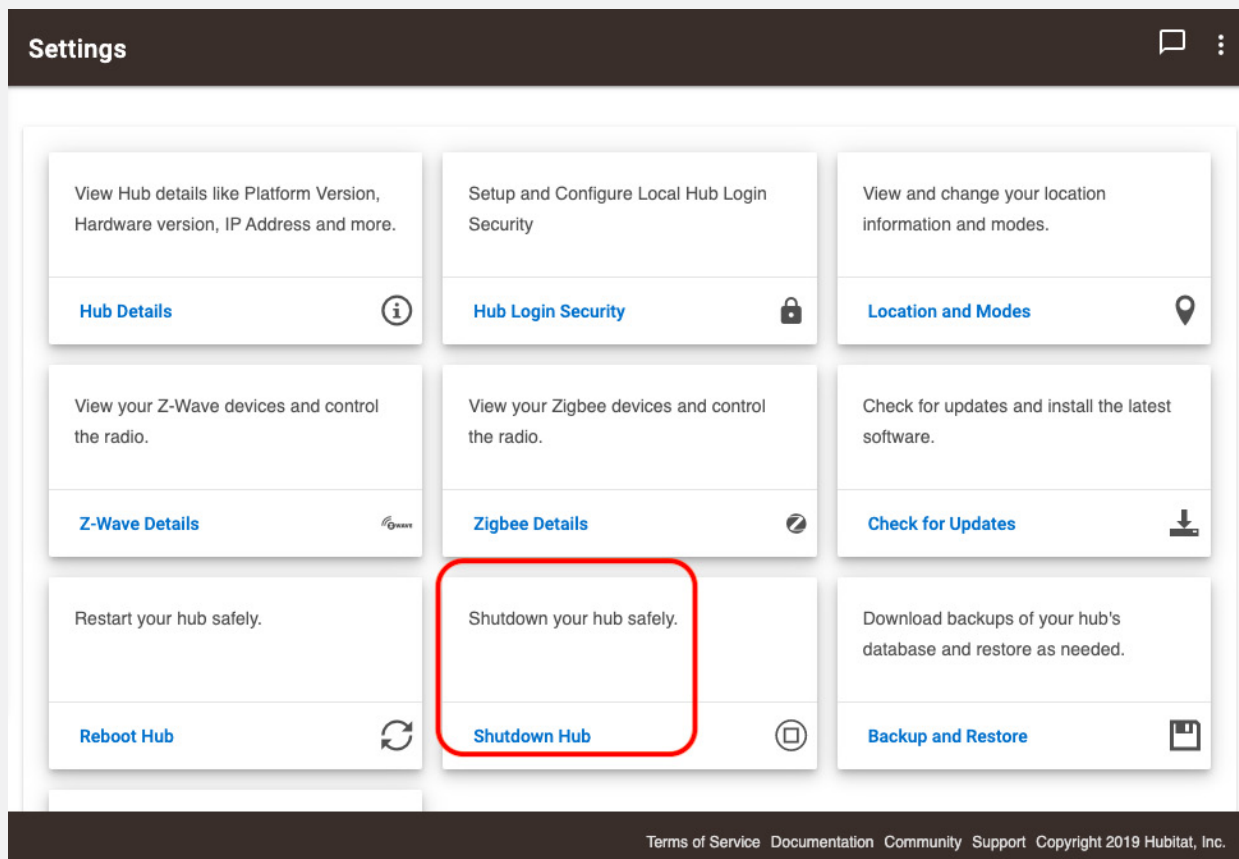 Settings
View Hub details like Platform Version,
Hardware version, IP Address and more.
Hub Details
Setup and Configure Local Hub Login
Security
Hub Login Security
View and change your location
information and modes.
Location and Modes
View your Z-Wave devices and control
the radio.
Z-Wave Details
View your Zigbee devices and control
the radio.
Zigbee Details
Check for updates and install the latest
software.
Check for Updates
Restart your hub safely.
Reboot Hub
Shutdown your hub safely.
Shutdown Hub
Download backups of your hub's
database and restore as needed.
Backup and Restore
Terms of Service Documentation Community Support Copyright 2019 Hubitat, Inc.